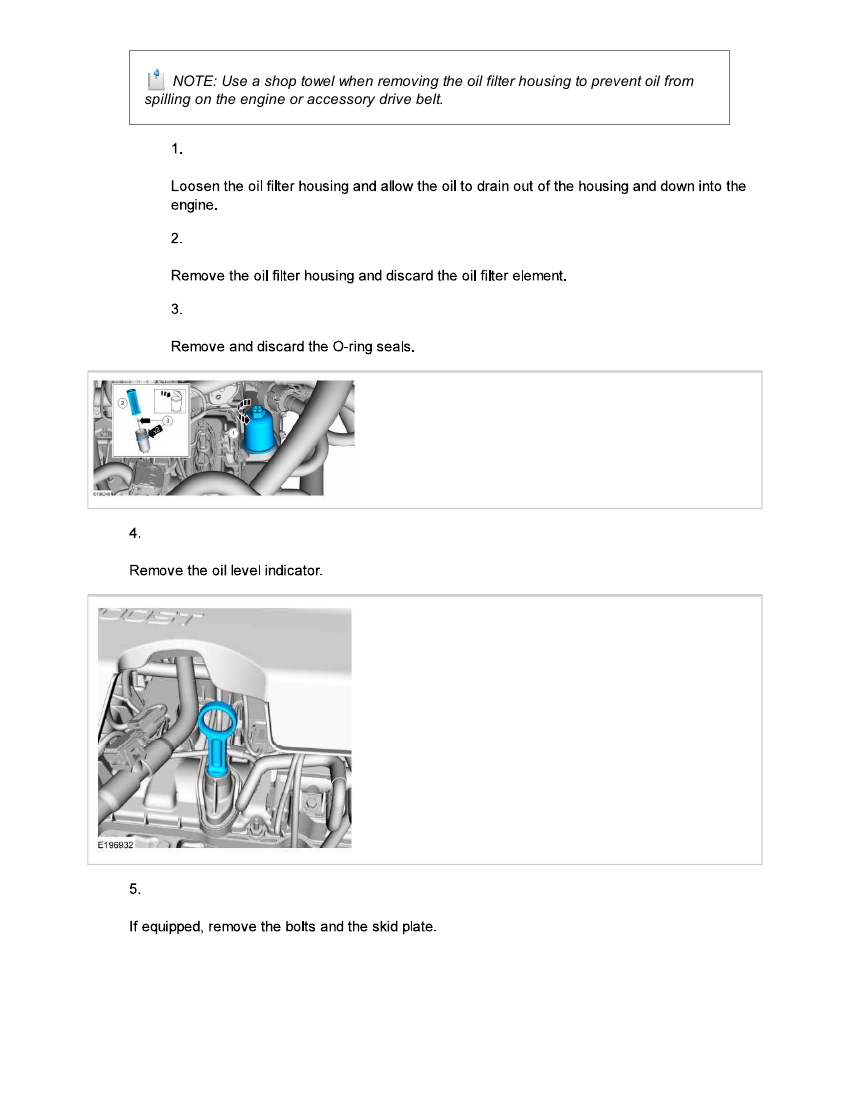 NOTE: Use a shop towel when removing the oil filter housing to prevent oil from
spilling on the engine or accessory drive belt.
1.
Loosen the oil filter housing and allow the oil to drain out of the housing and down into the
engine.
2.
Remove the oil filter housing and discard the oil filter element.
3.
Remove and discard the O-ring seals.
2
3
x2
1
4.
Remove the oil level indicator.
OOST
E196932
5.
If equipped, remove the bolts and the skid plate.